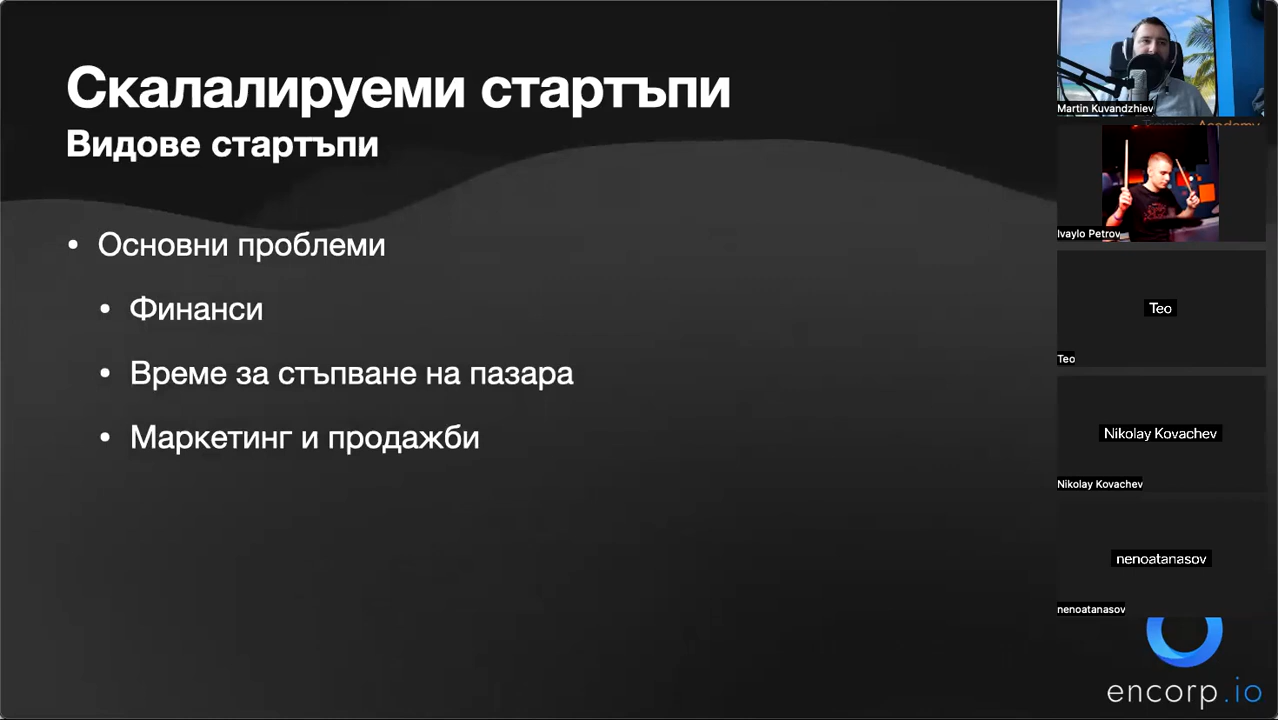 Скалалируеми стартъпи
Видове стартъпи
• Основни проблеми
• Финанси
• Време за стъпване на пазара
• Маркетинг и продажби
Martin Kuvandzhiev
Ivaylo Petrov
Teo
Teo
Nikolay Kovachev
Nikolay Kovachev
nenoatanasov
nenoatanasov
encorp.io